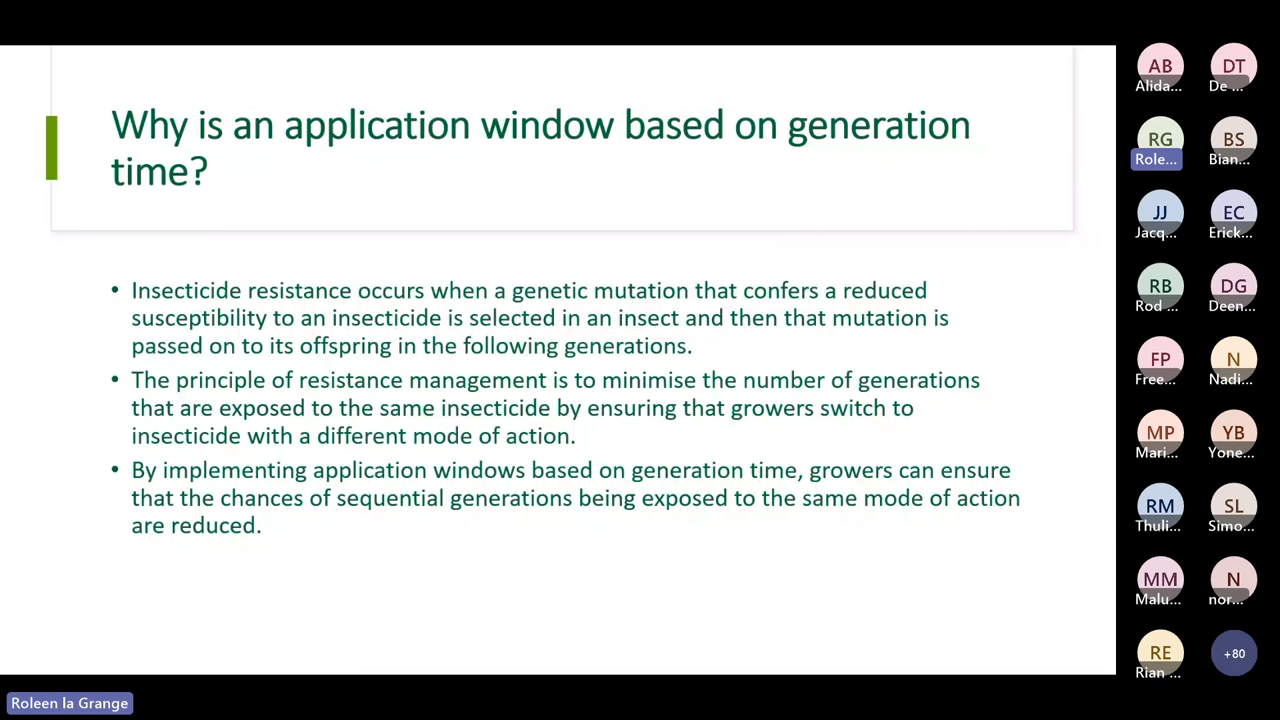 Why is an application window based on generation
time?
• Insecticide resistance occurs when a genetic mutation that confers a reduced
susceptibility to an insecticide is selected in an insect and then that mutation is
passed on to its offspring in the following generations.
• The principle of resistance management is to minimise the number of generations
that are exposed to the same insecticide by ensuring that growers switch to
insecticide with a different mode of action.
• By implementing application windows based on generation time, growers can ensure
that the chances of sequential generations being exposed to the same mode of action
are reduced.
AB DT
Alida... De ...
RG BS
Role... Bian...
JJ EC
Jacq... Erick...
RB DG
Rod ... Deen...
FP N
Free... Nadi...
MP YB
Mari... Yone...
RM SL
Thuli... Simo...
MM N
Malu... nor...
RE +80
Rian ...
Roleen la Grange